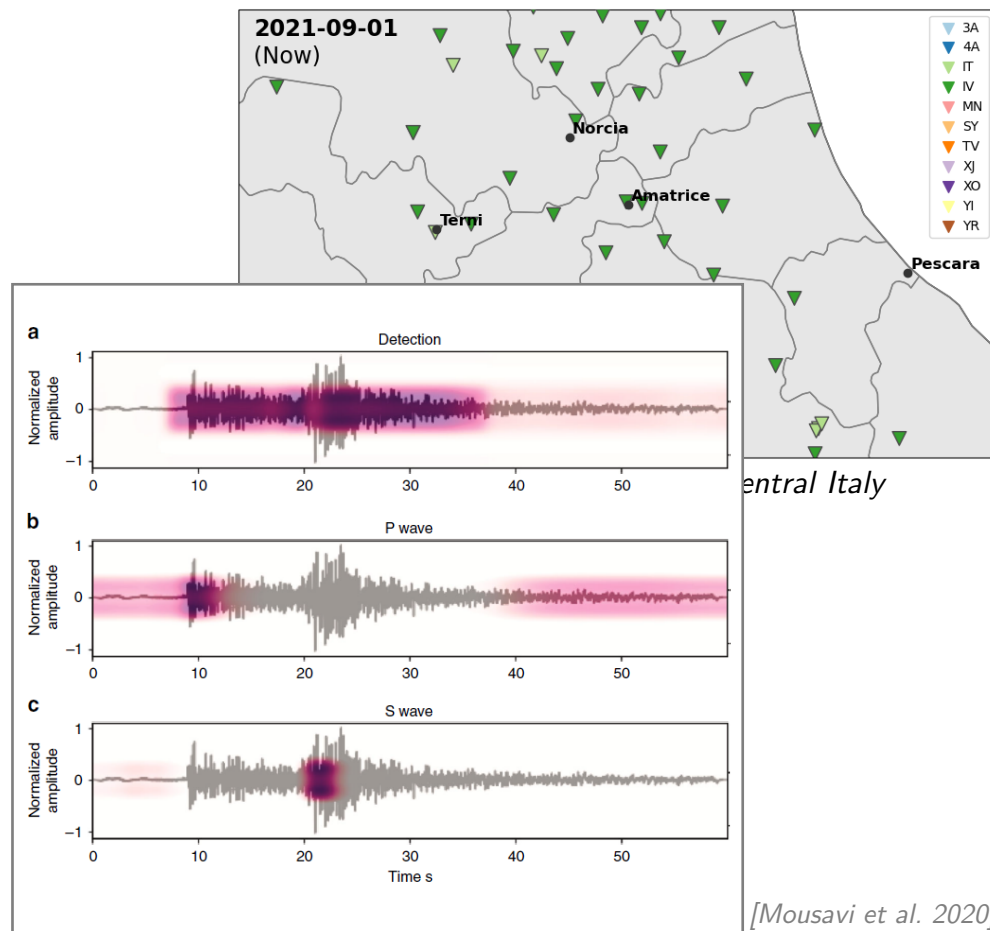 2021-09-01
(Now)
3A
4A
IT
IV
MN
SY
TV
XJ
XO
YI
YR
Norcia
Amatrice
Terni
Pescara
entral Italy
a
Detection
Normalized
amplitude
1
0
−1
0 10 20 30 40 50
b
P wave
Normalized
amplitude
1
0
−1
0 10 20 30 40 50
c
S wave
Normalized
amplitude
1
0
−1
0 10 20 30 40 50
Time s
[Mousavi et al. 2020]